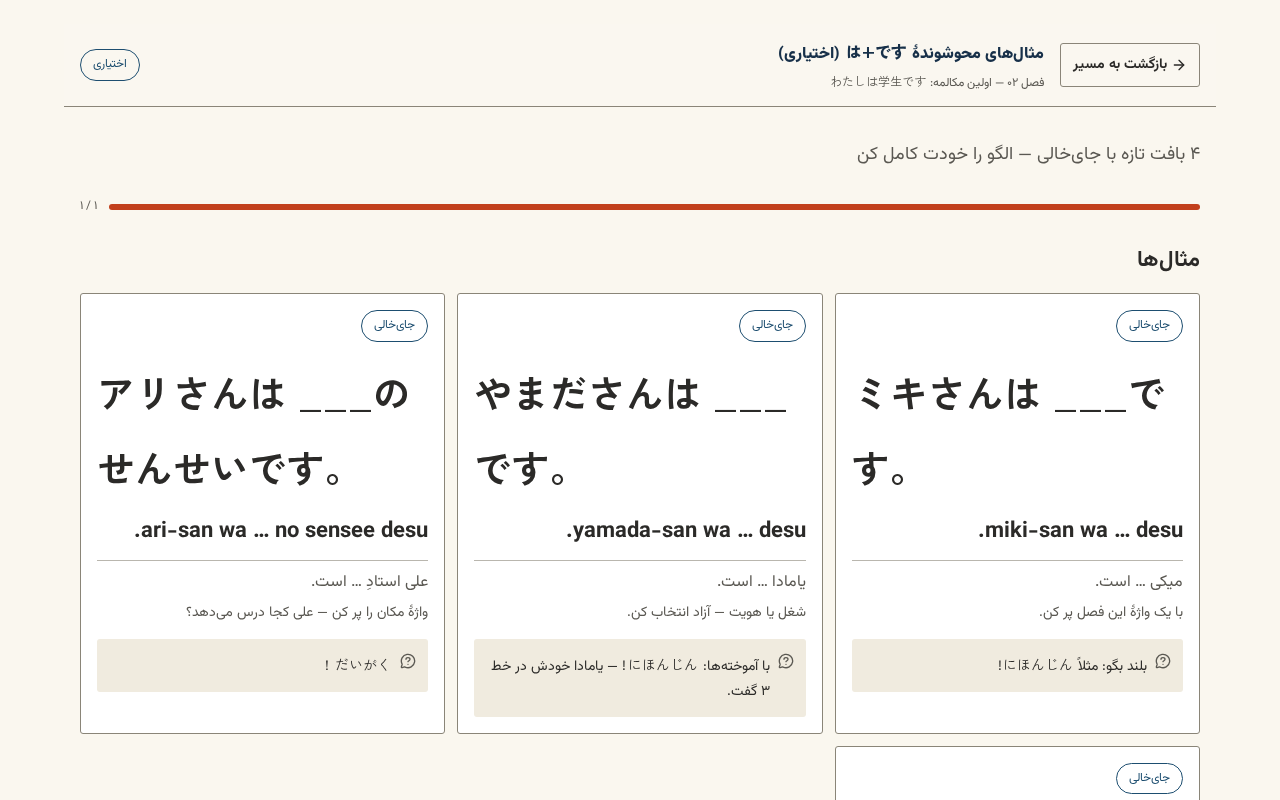 بازگشت به مسیر
مثال‌های محوشوندهٔ は+です (اختیاری)
فصل ۰۲ — اولین مکالمه: わたしは学生です
اختیاری
۴ بافت تازه با جای‌خالی — الگو را خودت کامل کن
۱/۱
مثال‌ها
جای‌خالی
ミキさんは ___で
す。
miki-san wa … desu.
میکی … است.
با یک واژهٔ این فصل پر کن.
بلند بگو: مثلاً にほんじん!
جای‌خالی
やまださんは ___
です。
yamada-san wa … desu.
یامادا … است.
شغل یا هویت — آزاد انتخاب کن.
با آموخته‌ها: にほんじん! — یامادا خودش در خط
۳ گفت.
جای‌خالی
アリさんは ___の
せんせいです。
ari-san wa … no sensee desu.
علی استادِ … است.
واژهٔ مکان را پر کن — علی کجا درس می‌دهد؟
だいがく!
جای‌خالی